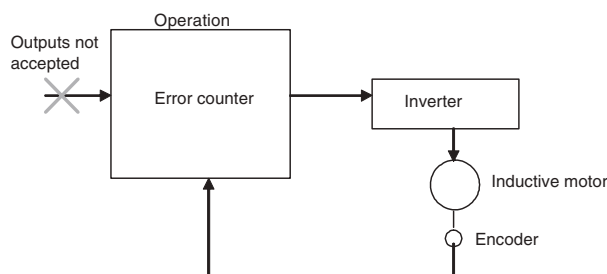 Operation
Outputs not
accepted
Error counter
Inverter
Inductive motor
Encoder